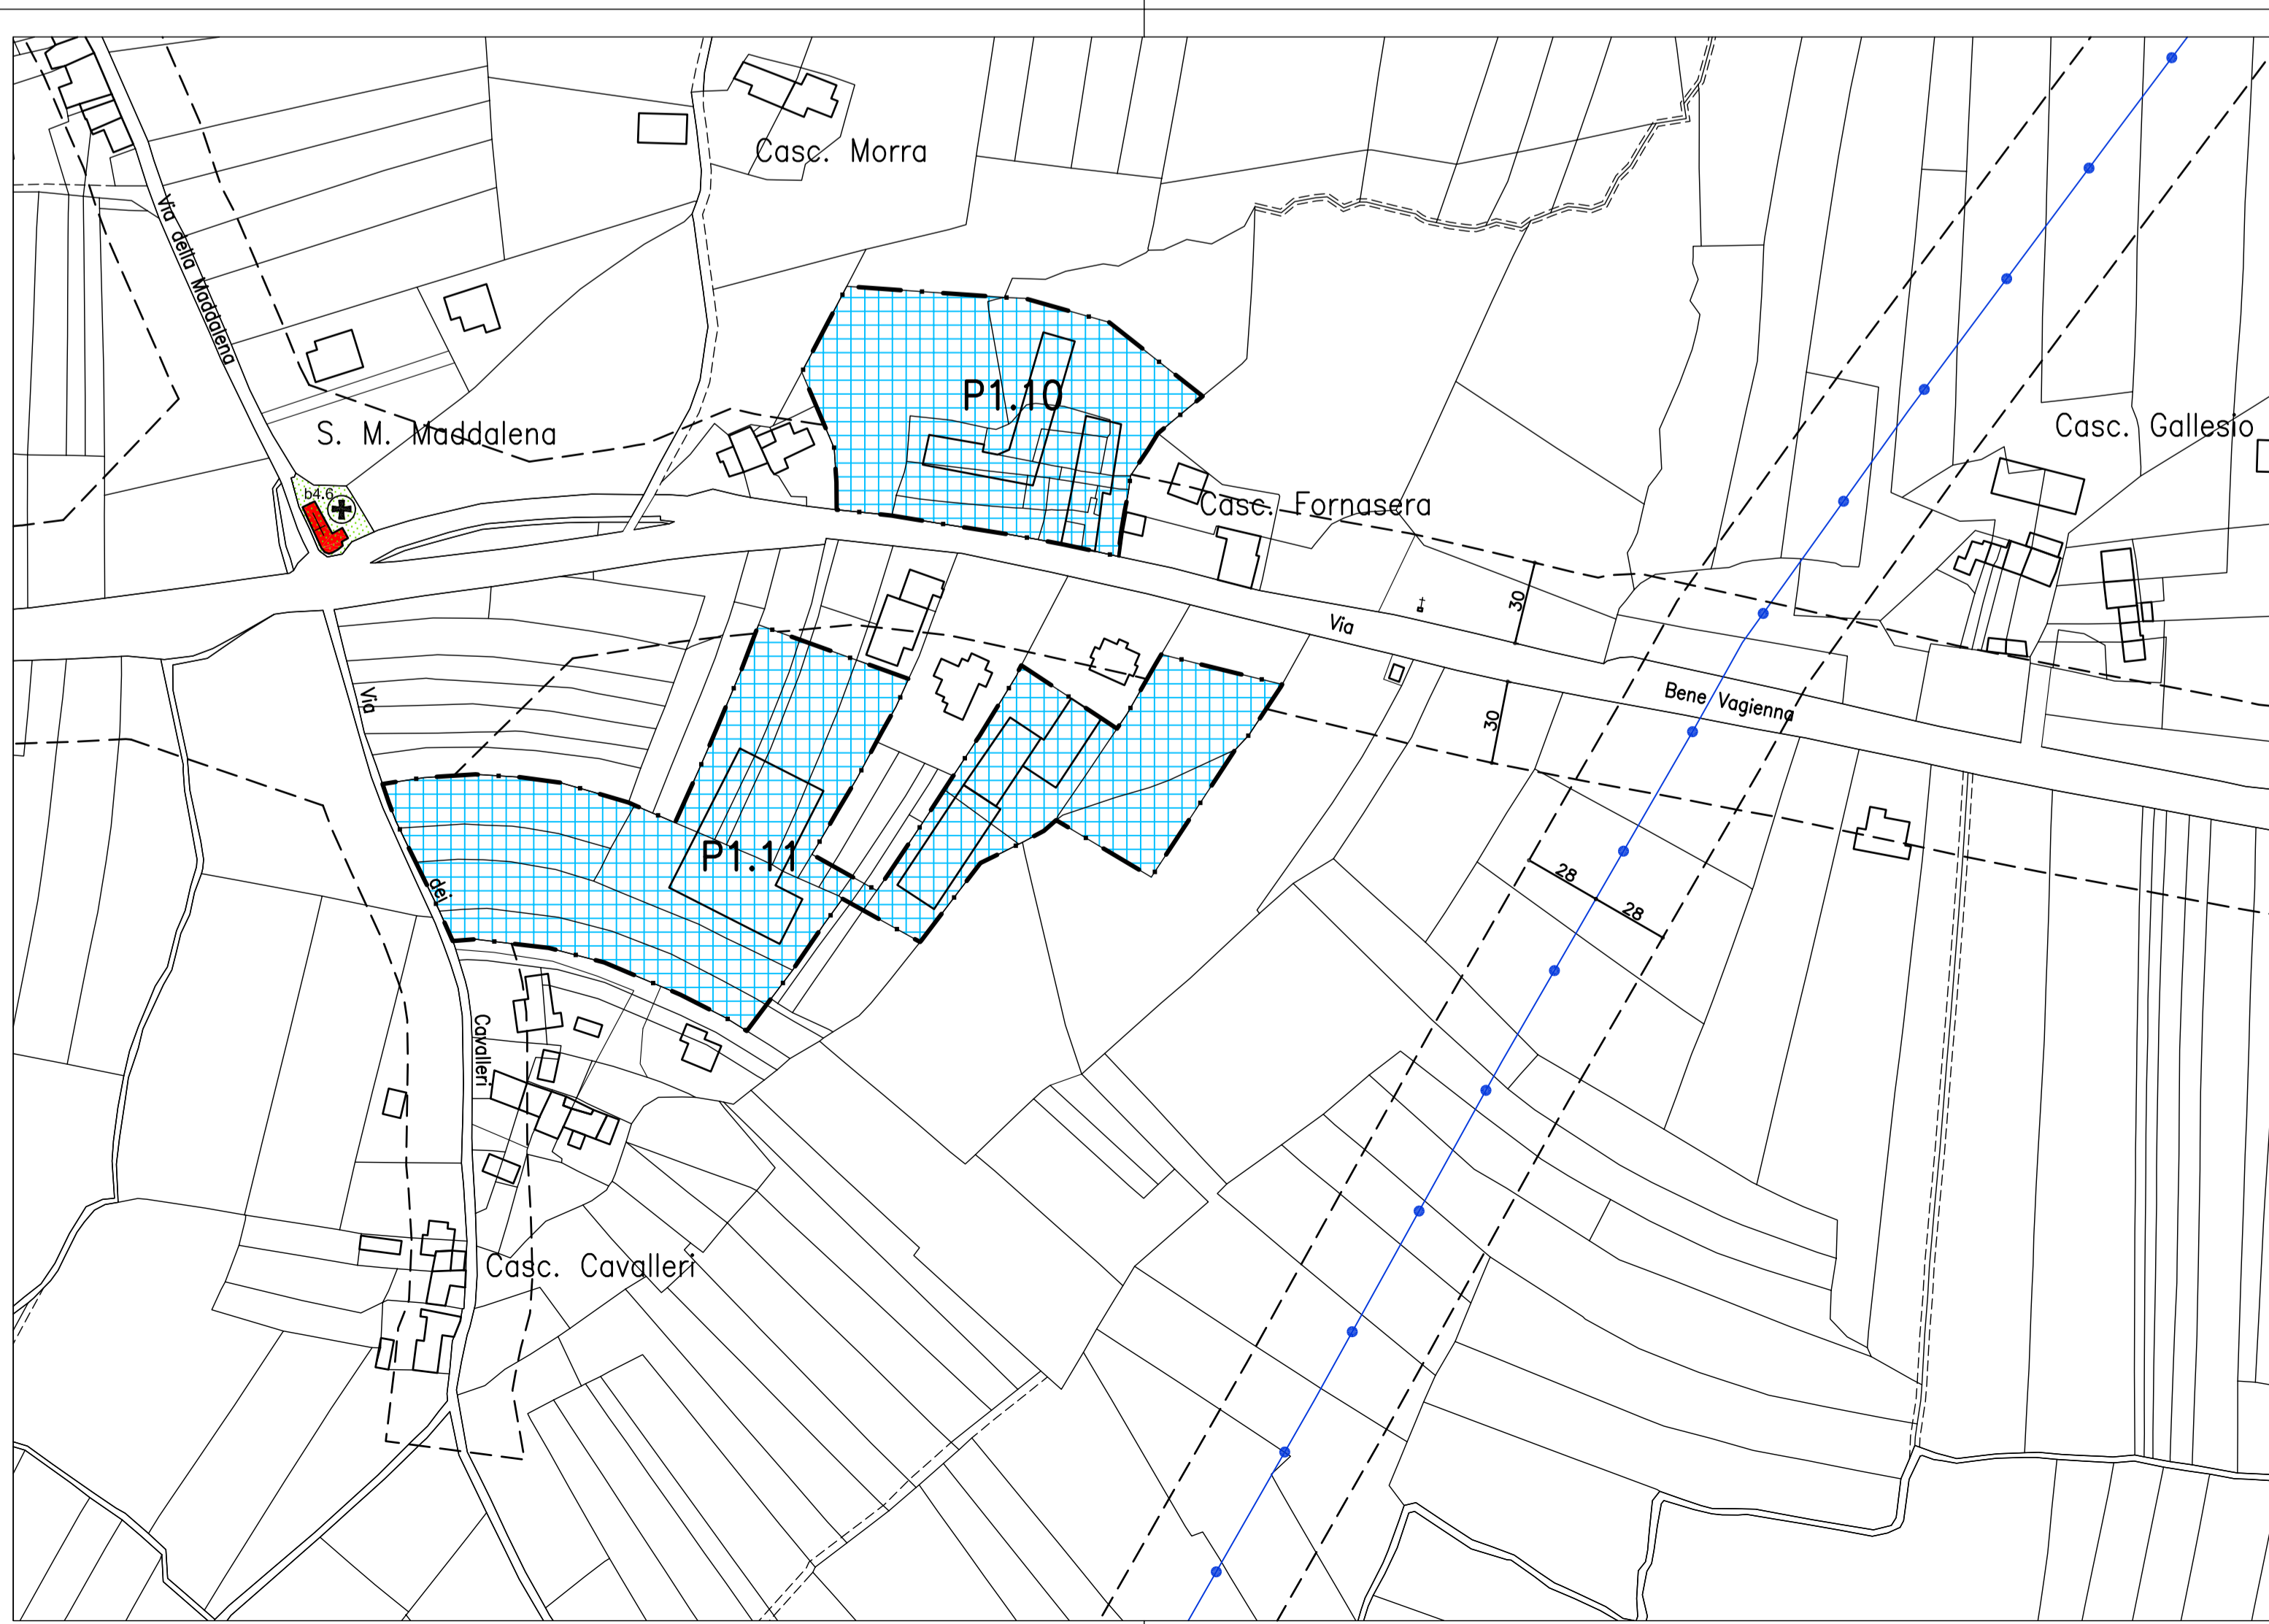 Casc. Morra
Via della Maddalena
P1.10
S. M. Maddalena
Casc. Gallesio
b4.6
Casc. Fornasera
30
Via
Bene Vagienna
30
Via
P1.11
dei
28
28
Cavalleri
Casc. Cavalleri